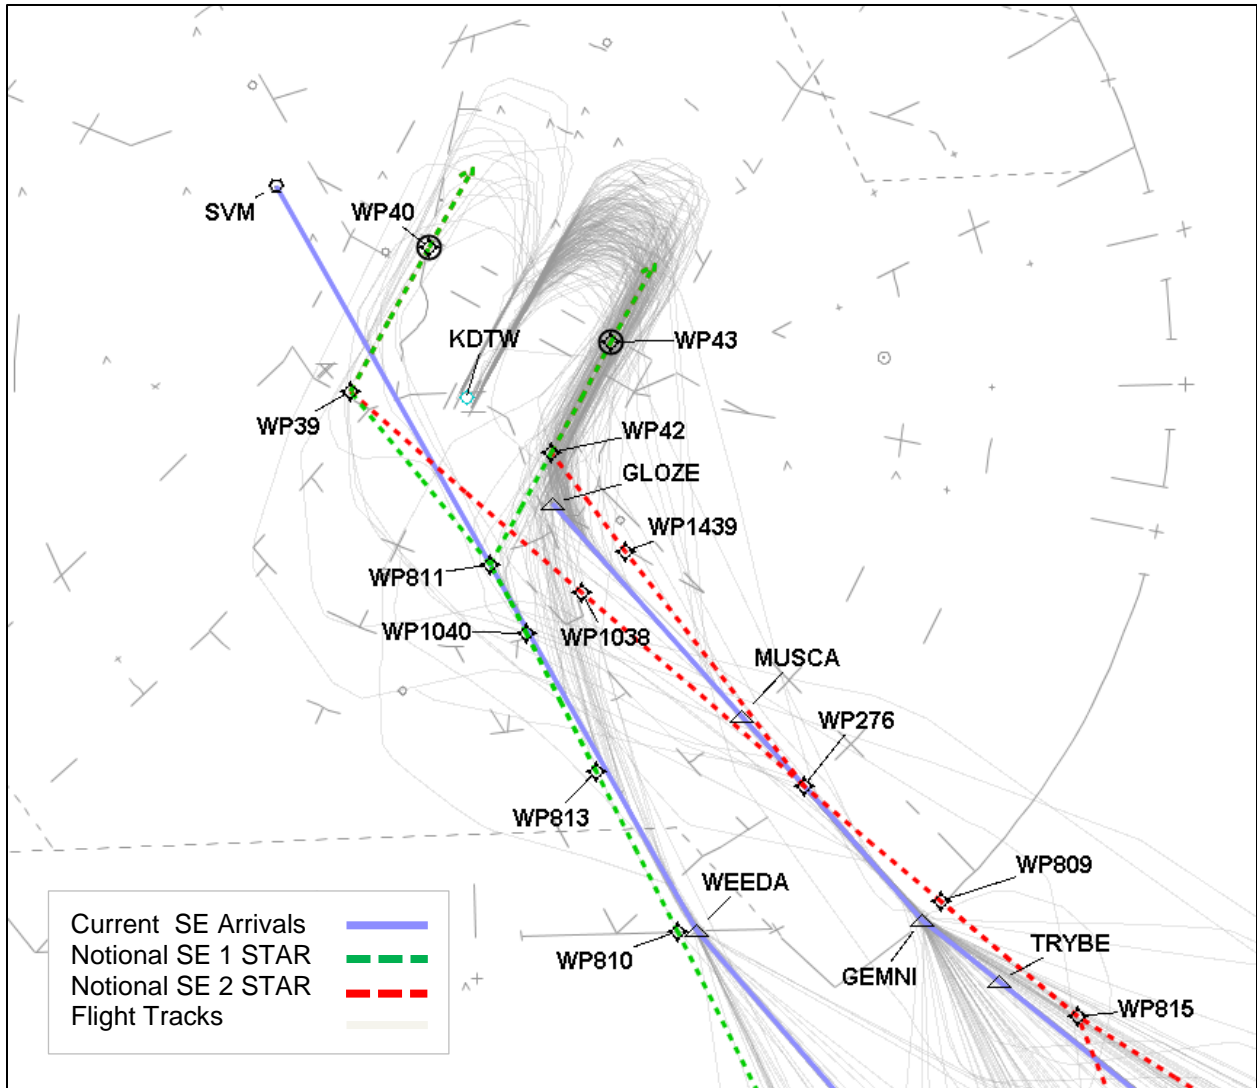 SVM
WP40
KDTW
WP43
WP39
WP42
GLOZE
WP1439
WP811
WP1040
WP1038
MUSCA
WP276
WP813
WP809
WEEDA
TRYBE
WP810
GEMNI
WP815
Current SE Arrivals
Notional SE 1 STAR
Notional SE 2 STAR
Flight Tracks